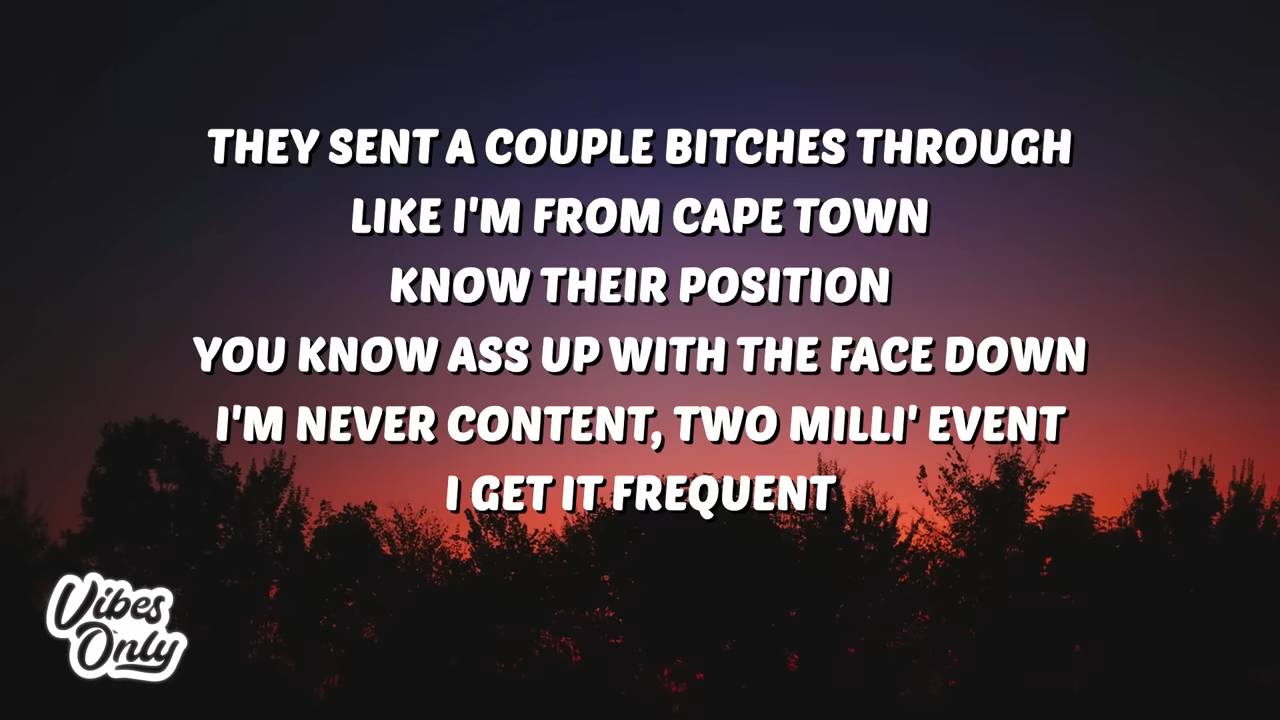 THEY SENT A COUPLE BITCHES THROUGH
LIKE I'M FROM CAPE TOWN
KNOW THEIR POSITION
YOU KNOW ASS UP WITH THE FACE DOWN
I'M NEVER CONTENT, TWO MILLI' EVENT
I GET IT FREQUENT
Vibes
Only